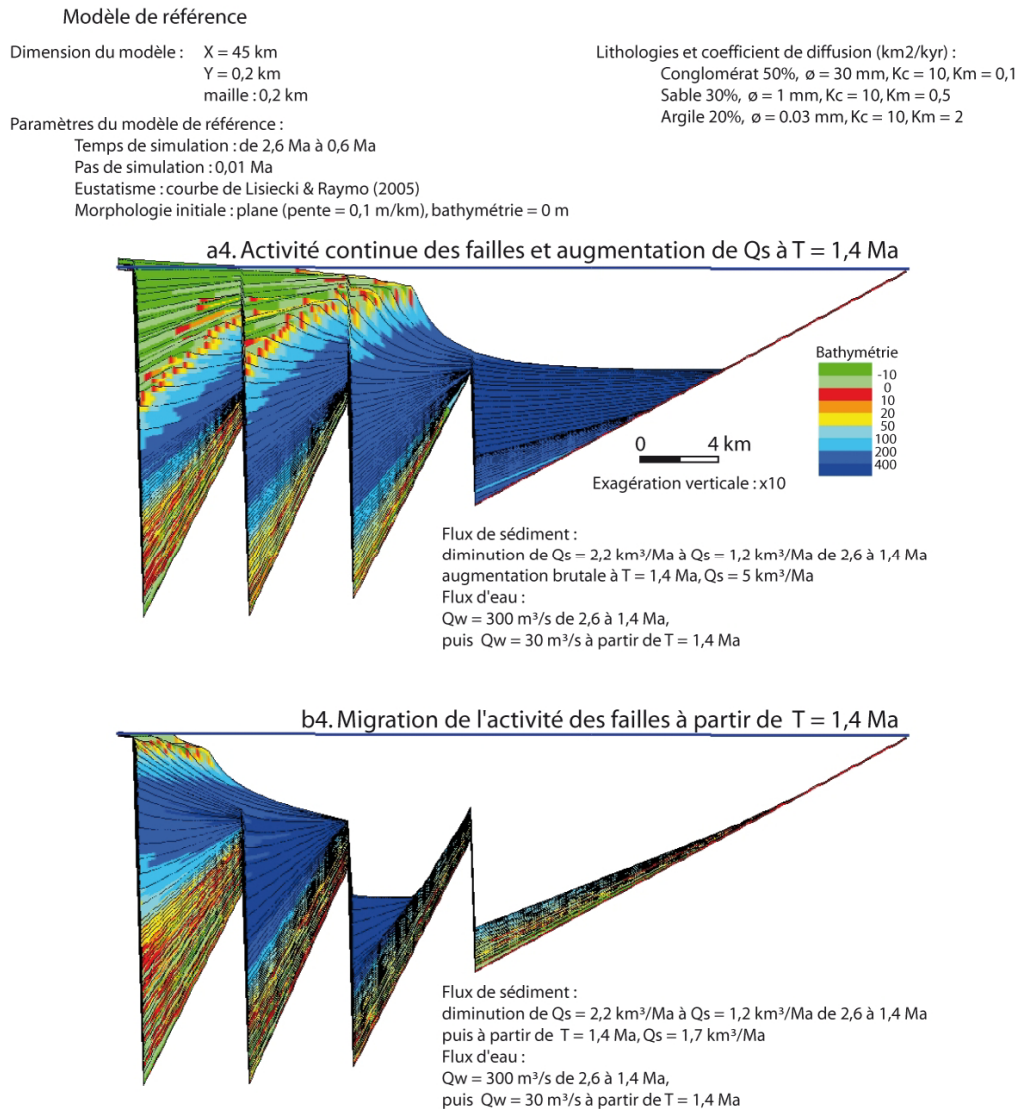 Modèle de référence
Dimension du modèle : X = 45 km
Y = 0,2 km
maille : 0,2 km
Lithologies et coefficient de diffusion (km2/kyr) :
Conglomérat 50%, ø = 30 mm, Kc = 10, Km = 0,1
Sable 30%, ø = 1 mm, Kc = 10, Km = 0,5
Argile 20%, ø = 0.03 mm, Kc = 10, Km = 2
Paramètres du modèle de référence :
Temps de simulation : de 2,6 Ma à 0,6 Ma
Pas de simulation : 0,01 Ma
Eustatisme : courbe de Lisiecki & Raymo (2005)
Morphologie initiale : plane (pente = 0,1 m/km), bathymétrie = 0 m
a4. Activité continue des failles et augmentation de Qs à T = 1,4 Ma
Bathymétrie
-10
0
10
20
50
100
200
400
0 4 km
Exagération verticale : x10
Flux de sédiment :
diminution de Qs = 2,2 km³/Ma à Qs = 1,2 km³/Ma de 2,6 à 1,4 Ma
augmentation brutale à T = 1,4 Ma, Qs = 5 km³/Ma
Flux d'eau :
Qw = 300 m³/s de 2,6 à 1,4 Ma,
puis Qw = 30 m³/s à partir de T = 1,4 Ma
b4. Migration de l'activité des failles à partir de T = 1,4 Ma
Flux de sédiment :
diminution de Qs = 2,2 km³/Ma à Qs = 1,2 km³/Ma de 2,6 à 1,4 Ma
puis à partir de T = 1,4 Ma, Qs = 1,7 km³/Ma
Flux d'eau :
Qw = 300 m³/s de 2,6 à 1,4 Ma,
puis Qw = 30 m³/s à partir de T = 1,4 Ma